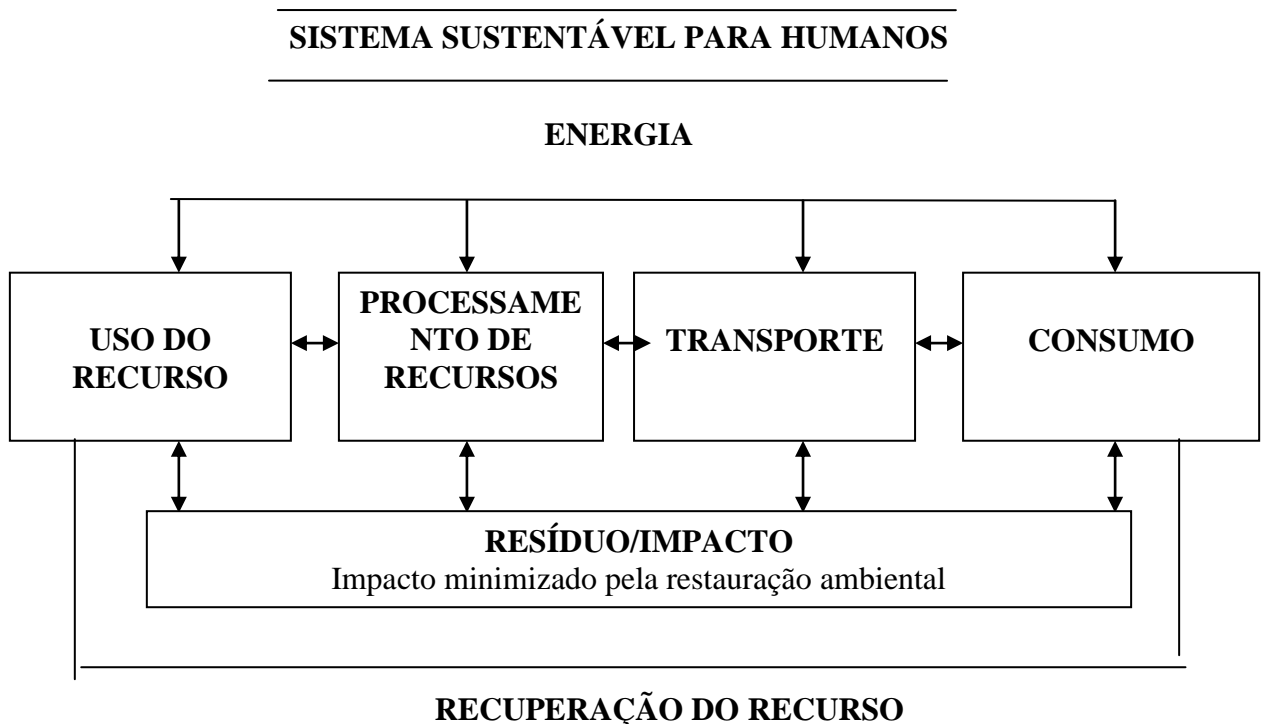 SISTEMA SUSTENTÁVEL PARA HUMANOS
ENERGIA
USO DO
RECURSO
PROCESSAME
NTO DE
RECURSOS
TRANSPORTE
CONSUMO
RESÍDUO/IMPACTO
Impacto minimizado pela restauração ambiental
RECUPERAÇÃO DO RECURSO